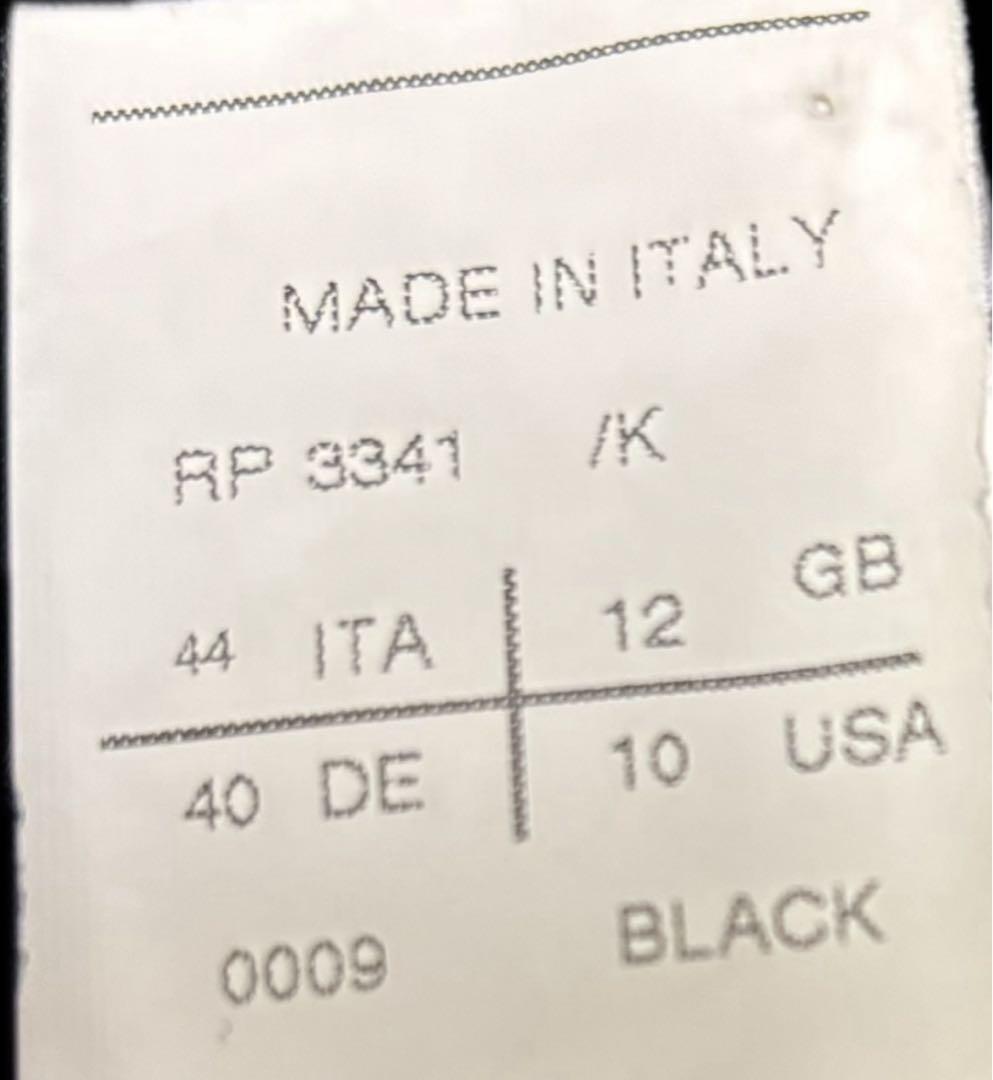 MADE IN ITALY
RP 3341 /K
44 ITA 12 GB
40 DE 10 USA
0009 BLACK